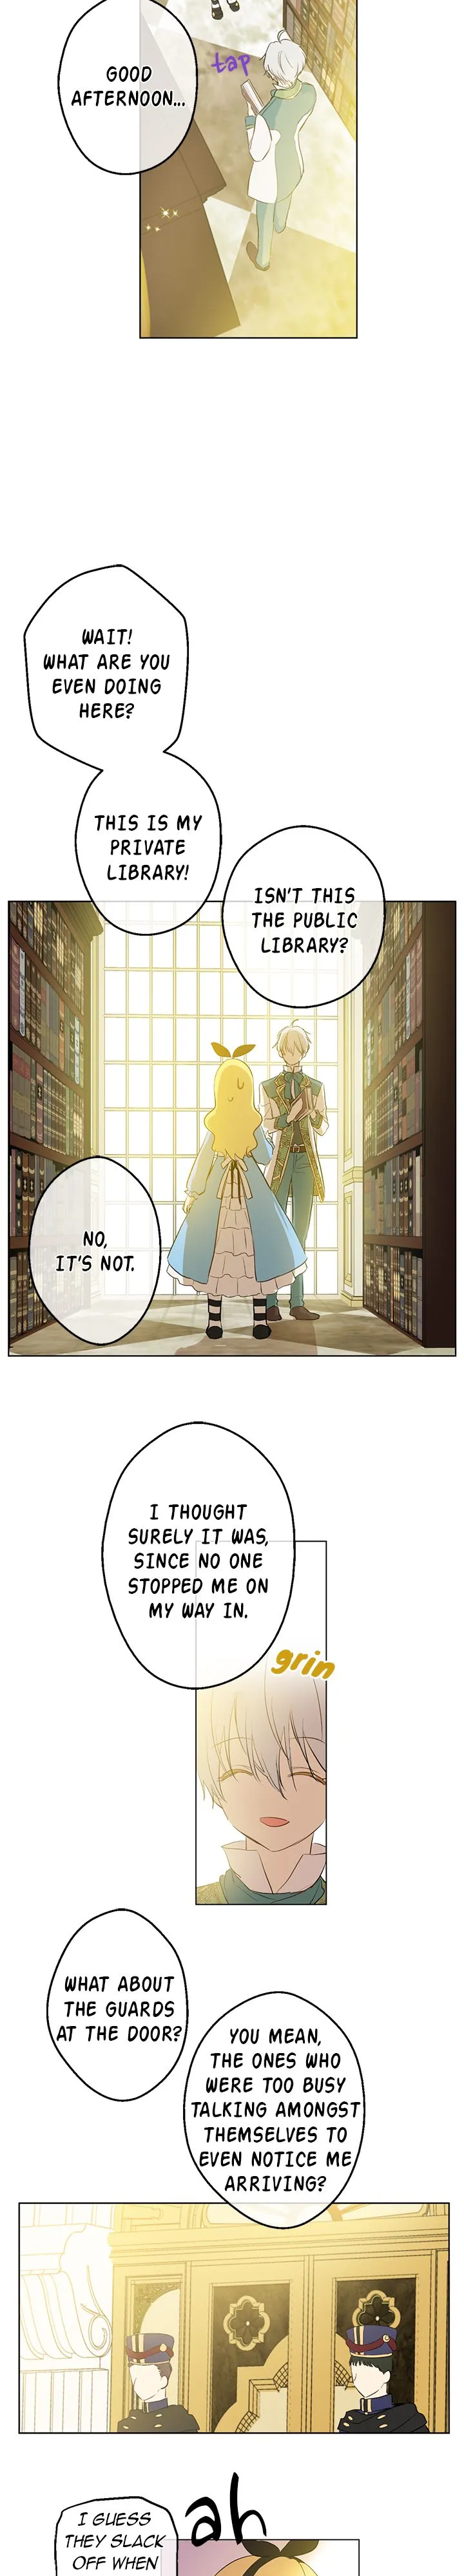 GOOD
AFTERNOON...
tap
WAIT!
WHAT ARE YOU
EVEN DOING
HERE?
THIS IS MY
PRIVATE
LIBRARY!
ISN'T THIS
THE PUBLIC
LIBRARY?
NO,
IT'S NOT.
I THOUGHT
SURELY IT WAS,
SINCE NO ONE
STOPPED ME ON
MY WAY IN.
grin
WHAT ABOUT
THE GUARDS
AT THE DOOR?
YOU MEAN,
THE ONES WHO
WERE TOO BUSY
TALKING AMONGST
THEMSELVES TO
EVEN NOTICE ME
ARRIVING?
ah
I GUESS
THEY SLACK
OFF WHEN